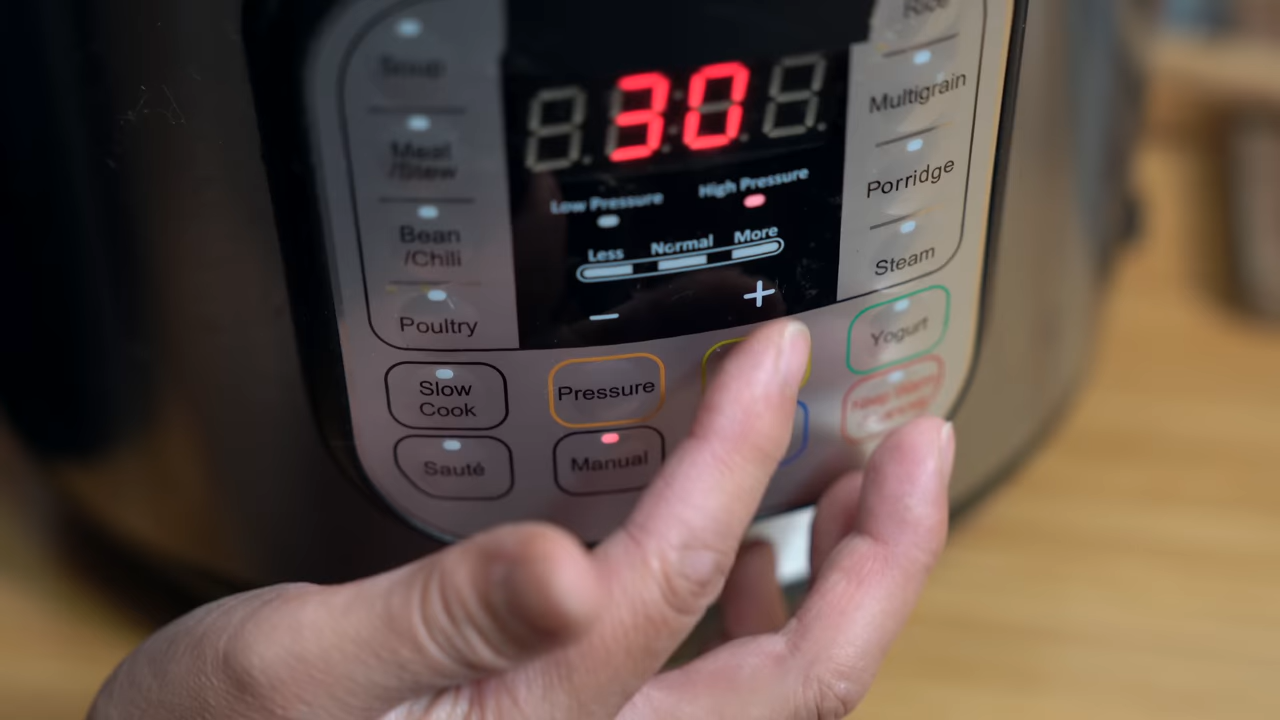 Soup
Meat
/Stew
Bean
/Chili
Poultry
30
Low Pressure
High Pressure
Less
Normal
More
−
+
Rice
Multigrain
Porridge
Steam
Slow
Cook
Pressure
Yogurt
Sauté
Manual